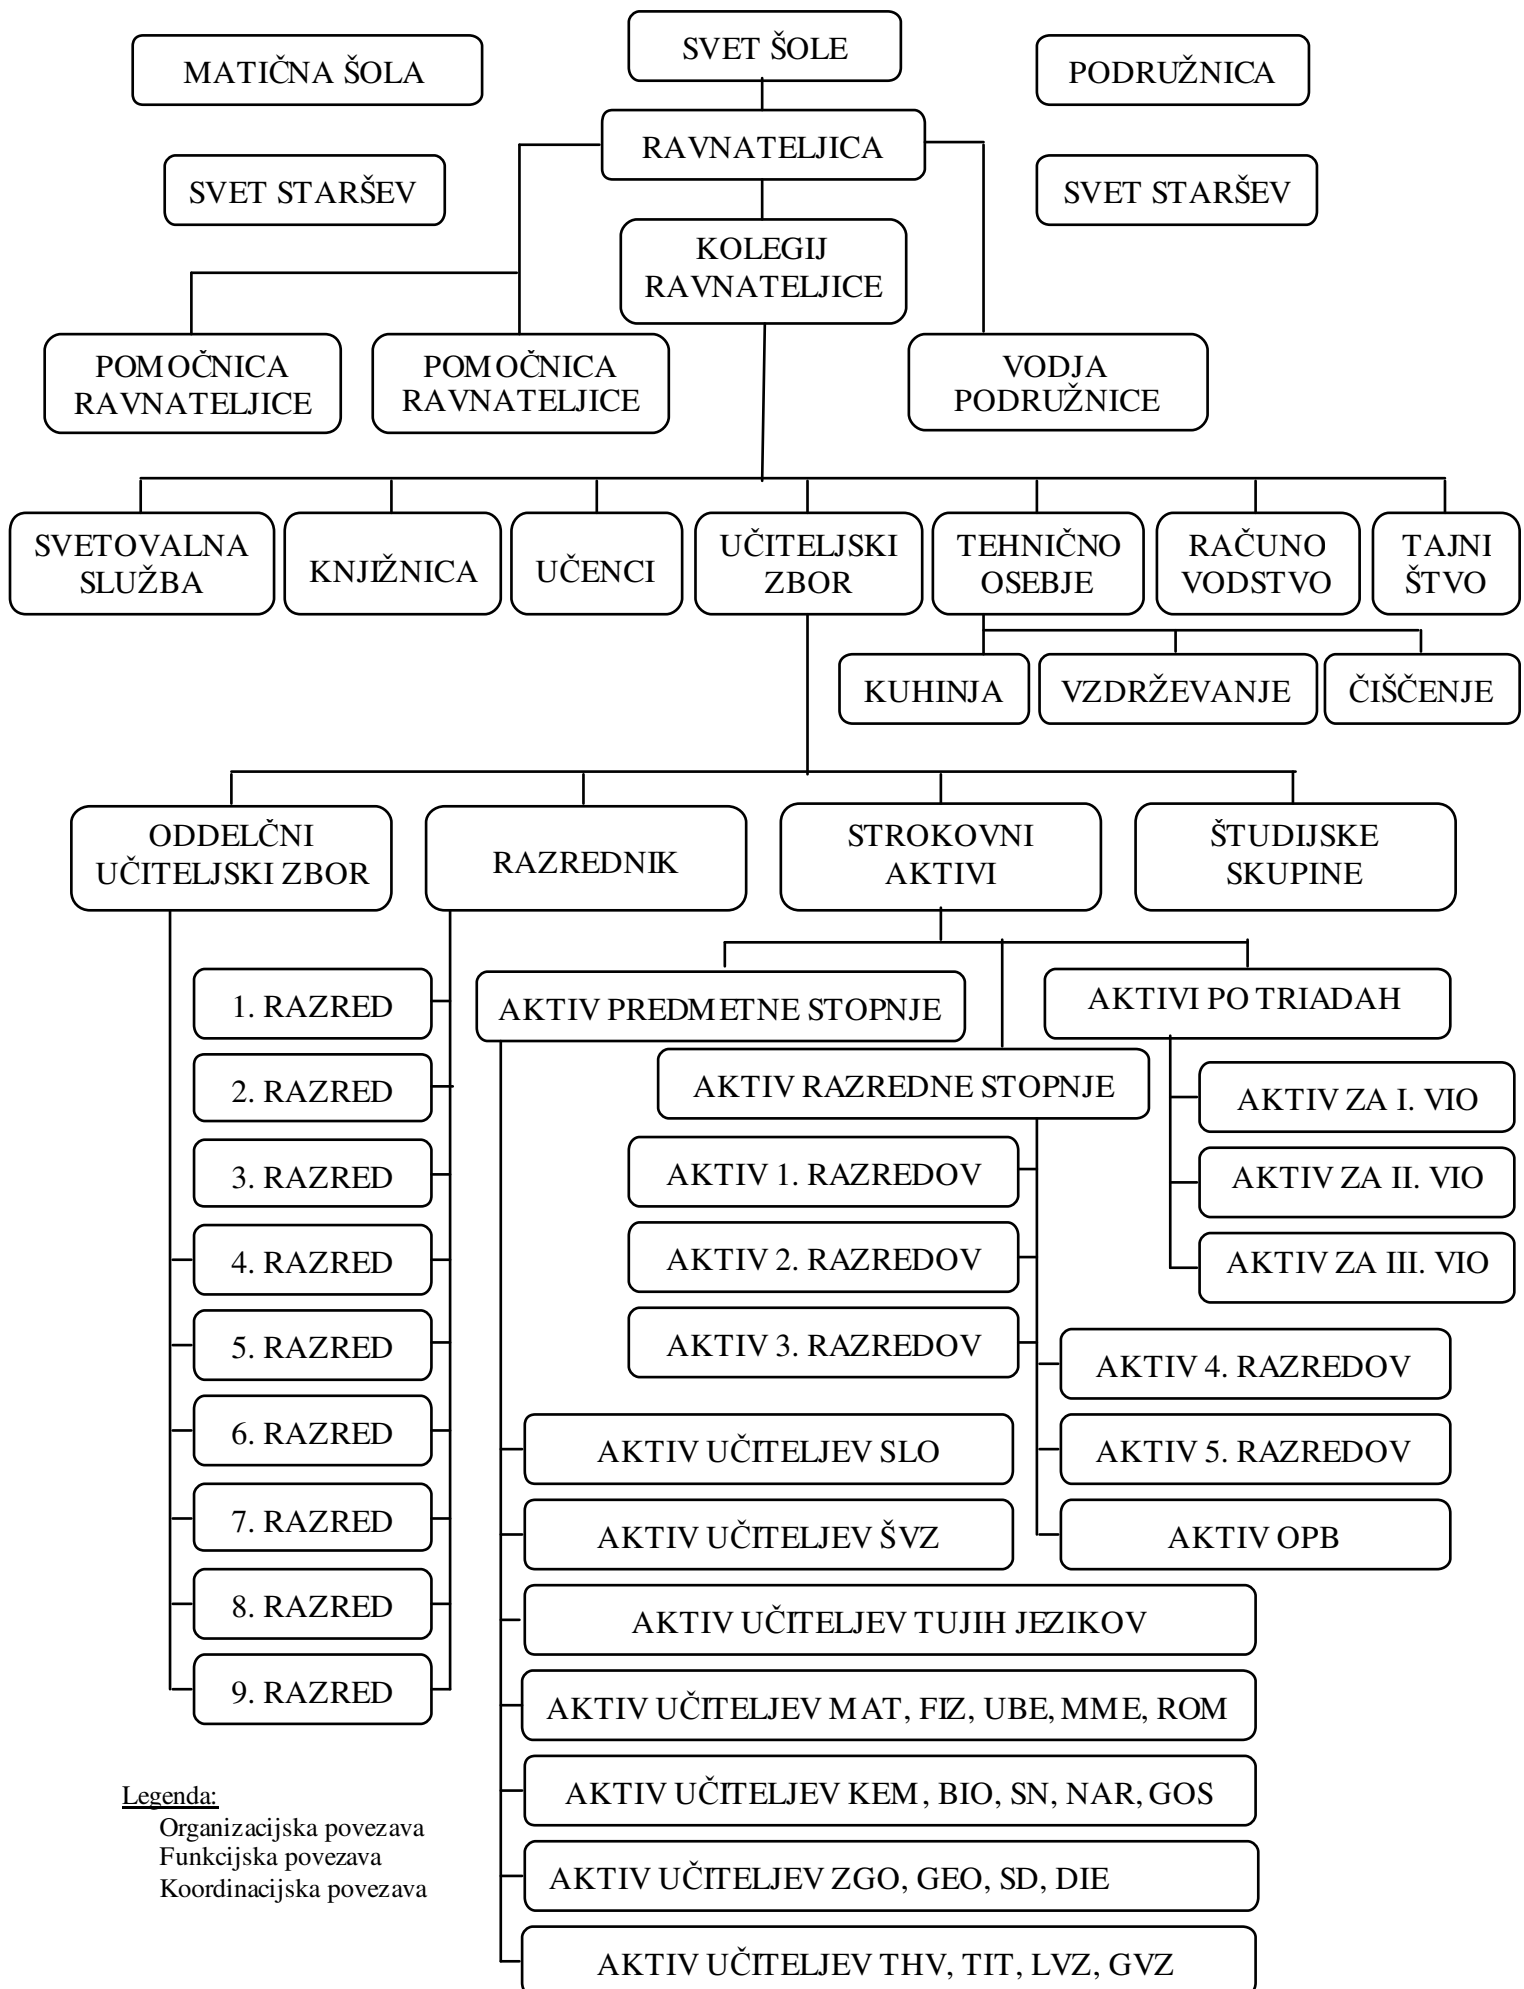 SVET ŠOLE
MATIČNA ŠOLA
PODRUŽNICA
RAVNATELJICA
SVET STARŠEV
SVET STARŠEV
KOLEGIJ
RAVNATELJICE
POMOČNICA
RAVNATELJICE
POMOČNICA
RAVNATELJICE
VODJA
PODRUŽNICE
SVETOVALNA
SLUŽBA
KNJIŽNICA
UČENCI
UČITELJSKI
ZBOR
TEHNIČNO
OSEBJE
RAČUNO
VODSTVO
TAJNI
ŠTVO
KUHINJA
VZDRŽEVANJE
ČIŠČENJE
ODDELČNI
UČITELJSKI ZBOR
RAZREDNIK
STROKOVNI
AKTIVI
ŠTUDIJSKE
SKUPINE
1. RAZRED
2. RAZRED
3. RAZRED
4. RAZRED
5. RAZRED
6. RAZRED
7. RAZRED
8. RAZRED
9. RAZRED
AKTIV PREDMETNE STOPNJE
AKTIVI PO TRIADAH
AKTIV RAZREDNE STOPNJE
AKTIV ZA I. VIO
AKTIV ZA II. VIO
AKTIV ZA III. VIO
AKTIV 1. RAZREDOV
AKTIV 2. RAZREDOV
AKTIV 3. RAZREDOV
AKTIV 4. RAZREDOV
AKTIV 5. RAZREDOV
AKTIV OPB
AKTIV UČITELJEV SLO
AKTIV UČITELJEV ŠVZ
AKTIV UČITELJEV TUJIH JEZIKOV
AKTIV UČITELJEV MAT, FIZ, UBE, MME, ROM
AKTIV UČITELJEV KEM, BIO, SN, NAR, GOS
AKTIV UČITELJEV ZGO, GEO, SD, DIE
AKTIV UČITELJEV THV, TIT, LVZ, GVZ
Legenda:
Organizacijska povezava
Funkcijska povezava
Koordinacijska povezava